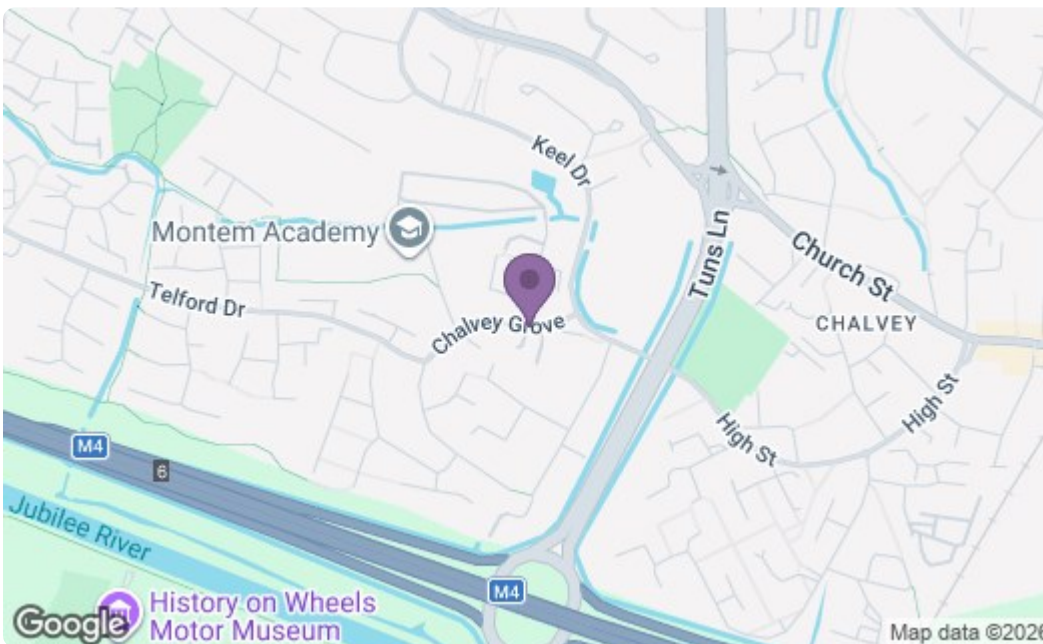 Keel Dr
Montem Academy
Tuns Ln
Church St
Telford Dr
Chalvey Grove
CHALVEY
High St
High St
M4
6
Jubilee River
M4
History on Wheels
Motor Museum
Google
Map data ©2026